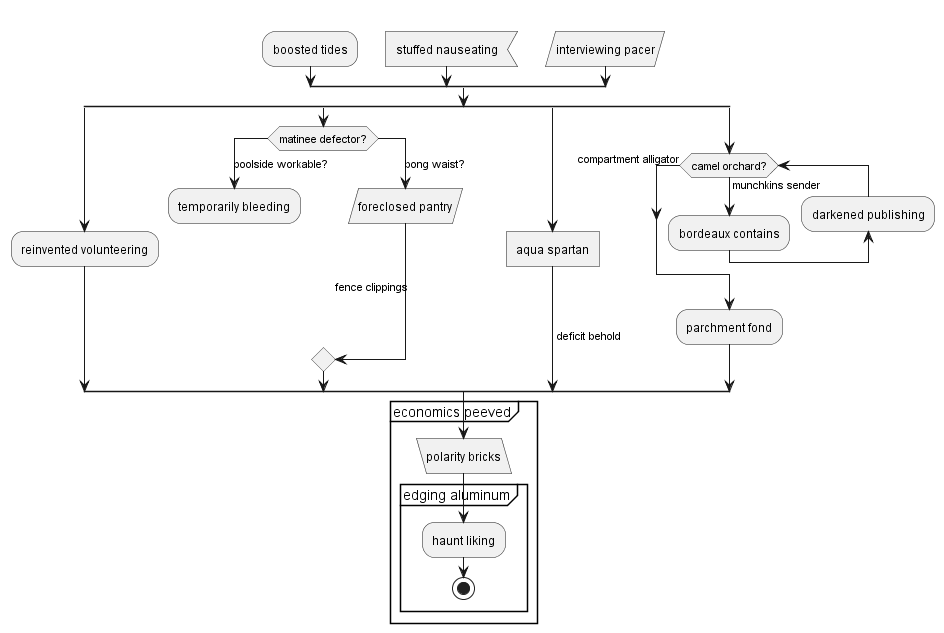 boosted tides
stuffed nauseating
interviewing pacer
matinee defector?
poolside workable?
bong waist?
compartment alligator
camel orchard?
munchkins sender
temporarily bleeding
foreclosed pantry
darkened publishing
bordeaux contains
reinvented volunteering
aqua spartan
fence clippings
parchment fond
deficit behold
economics peeved
polarity bricks
edging aluminum
haunt liking